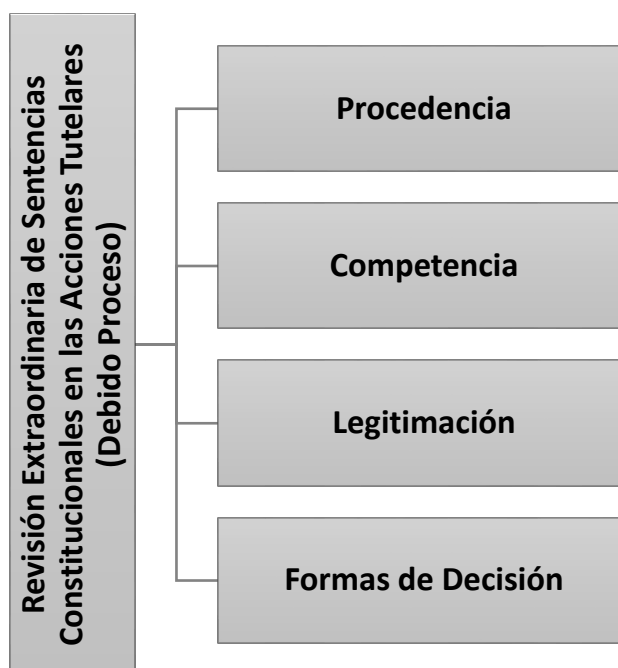 Revisión Extraordinaria de Sentencias
Constitucionales en las Acciones Tutelares
(Debido Proceso)
Procedencia
Competencia
Legitimación
Formas de Decisión